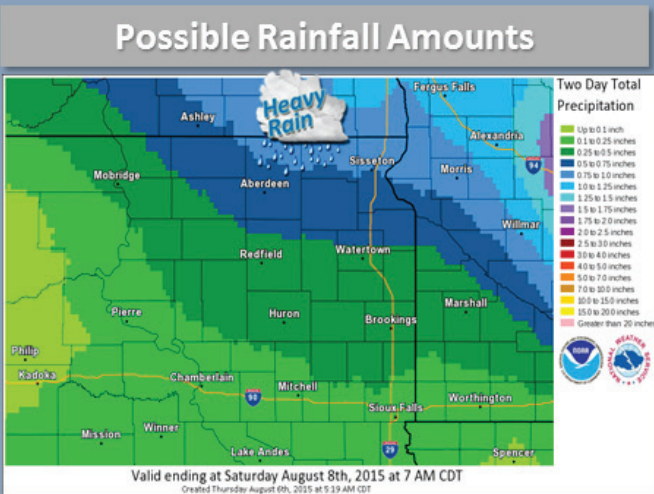 Possible Rainfall Amounts
Two Day Total
Precipitation
Fergus Falls
Heavy
Rain
Ashley
Alexandria
94
Sisseton
Morris
Mobridge
Aberdeen
Willmar
Redfield
Watertown
Pierre
Huron
Brookings
Marshall
Philip
Kadoka
Chamberlain
90
Mitchell
Worthington
Sioux Falls
Mission
Winner
Lake Andes
29
Spencer
Up to 0.1 inch
0.1 to 0.25 inches
0.25 to 0.5 inches
0.5 to 0.75 inches
0.75 to 1.0 inches
1.0 to 1.25 inches
1.25 to 1.5 inches
1.5 to 1.75 inches
1.75 to 2.0 inches
2.0 to 2.5 inches
2.5 to 3.0 inches
3.0 to 4.0 inches
4.0 to 5.0 inches
5.0 to 7.0 inches
7.0 to 10.0 inches
10.0 to 15.0 inches
15.0 to 20.0 inches
Greater than 20 inches
NOAA
NATIONAL WEATHER SERVICE
Valid ending at Saturday August 8th, 2015 at 7 AM CDT
Created Thursday August 6th, 2015 at 5:19 AM CDT